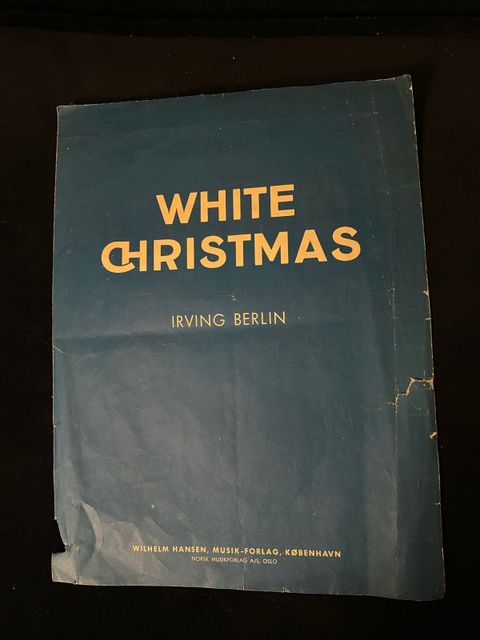 WHITE
CHRISTMAS
IRVING BERLIN
WILHELM HANSEN, MUSIK-FORLAG, KØBENHAVN
NORSK MUSIKFORLAG A/S, OSLO